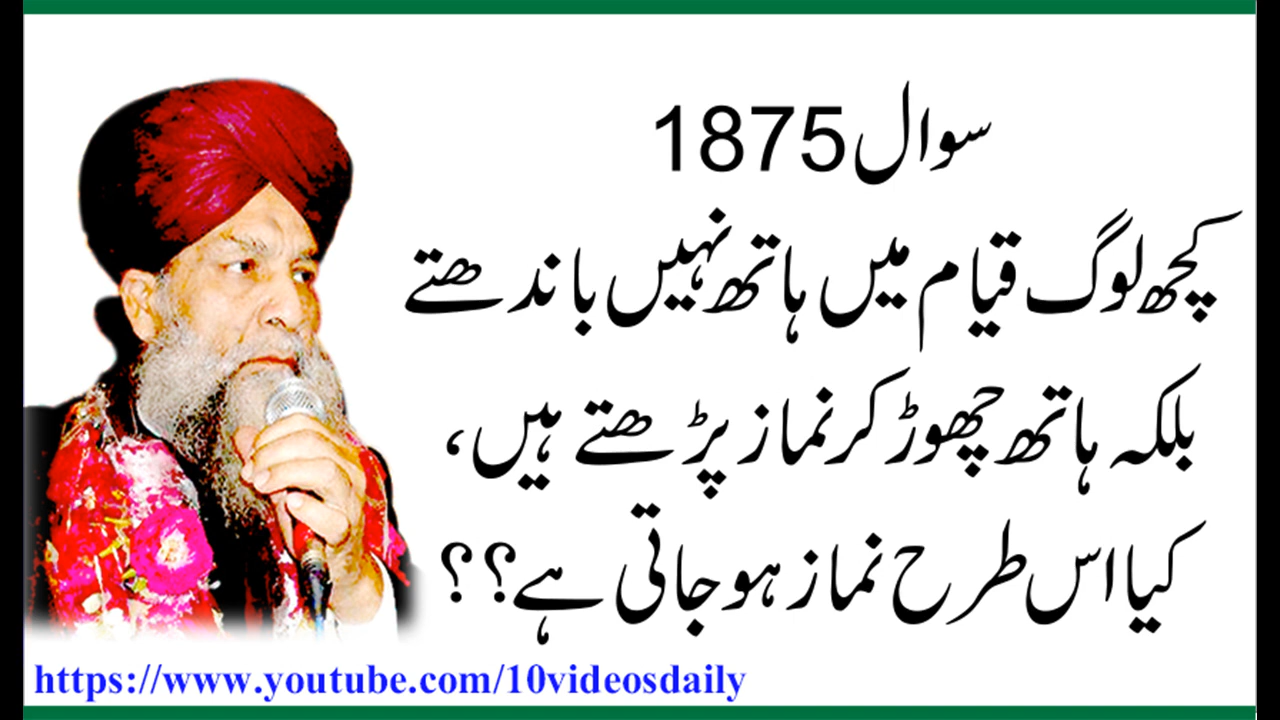 سوال 1875
کچھ لوگ قیام میں ہاتھ نہیں باندھتے
بلکہ ہاتھ چھوڑ کر نماز پڑھتے ہیں،
کیا اس طرح نماز ہو جاتی ہے؟؟
https://www.youtube.com/10videosdaily